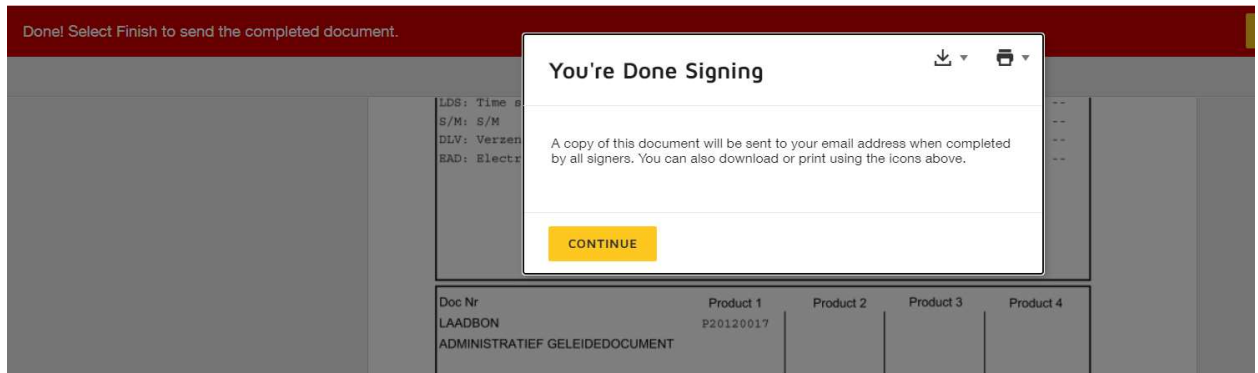 Done! Select Finish to send the completed document.
You're Done Signing
A copy of this document will be sent to your email address when completed
by all signers. You can also download or print using the icons above.
CONTINUE
LDS: Time
S/M: S/M
DLV:
EAD:
--
--
--
--
Doc Nr Product 1 Product 2 Product 3 Product 4
LAADBON P20120017
ADMINISTRATIEF GELEIDEDOCUMENT